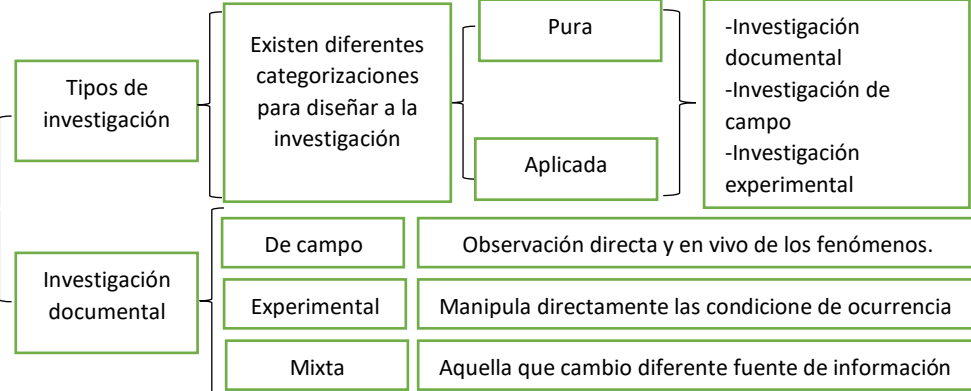 Tipos de
investigación
Existen diferentes
categorizaciones
para diseñar a la
investigación
Pura
Aplicada
-Investigación
documental
-Investigación de
campo
-Investigación
experimental
Investigación
documental
De campo
Observación directa y en vivo de los fenómenos.
Experimental
Manipula directamente las condicione de ocurrencia
Mixta
Aquella que cambio diferente fuente de información